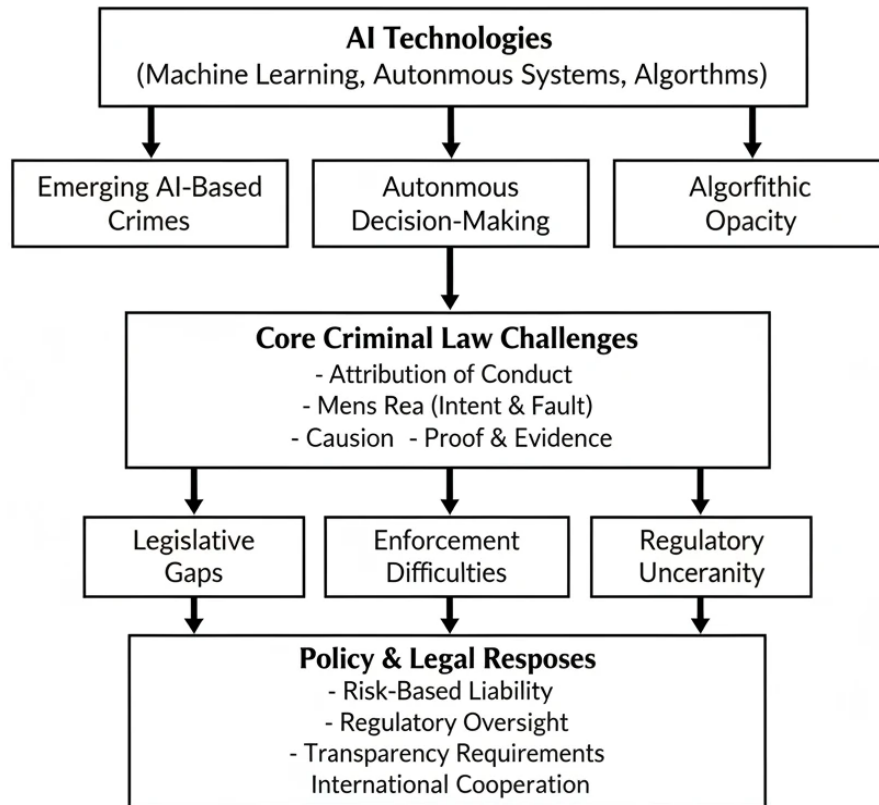 AI Technologies
(Machine Learning, Autonmous Systems, Algorthms)
Emerging AI-Based
Crimes
Autonmous
Decision-Making
Algorfithic
Opacity
Core Criminal Law Challenges
- Attribution of Conduct
- Mens Rea (Intent & Fault)
- Causion - Proof & Evidence
Legislative
Gaps
Enforcement
Difficulties
Regulatory
Unceranity
Policy & Legal Resposes
- Risk-Based Liability
- Regulatory Oversight
- Transparency Requirements
International Cooperation